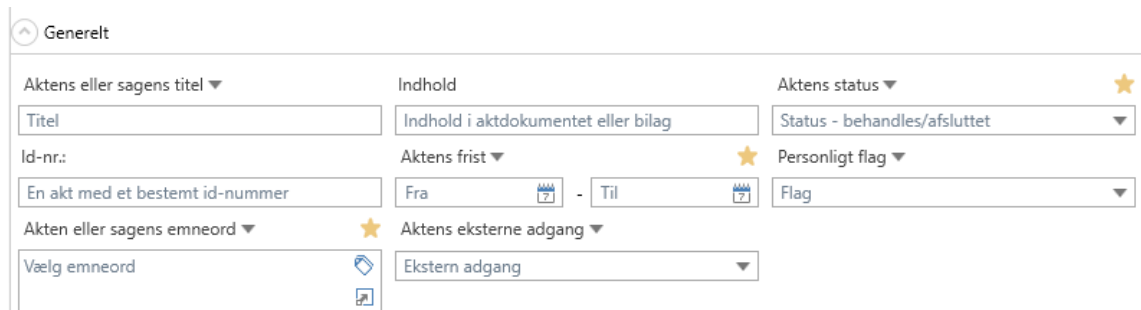 Generelt
Aktens eller sagens titel
Indhold
Aktens status
Titel
Indhold i aktdokumentet eller bilag
Status - behandles/afsluttet
Id-nr.:
Aktens frist
Personligt flag
En akt med et bestemt id-nummer
Fra
7
-
Til
7
Flag
Akten eller sagens emneord
Aktens eksterne adgang
Vælg emneord
Ekstern adgang